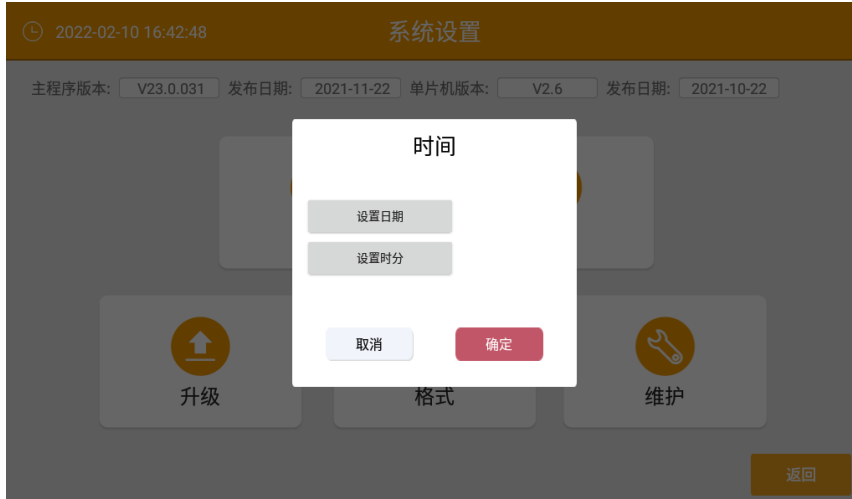 2022-02-10 16:42:48 系统设置
主程序版本: V23.0.031 发布日期: 2021-11-22 单片机版本: V2.6 发布日期: 2021-10-22
时间
设置日期
设置时分
取消 确定
升级 格式 维护
返回